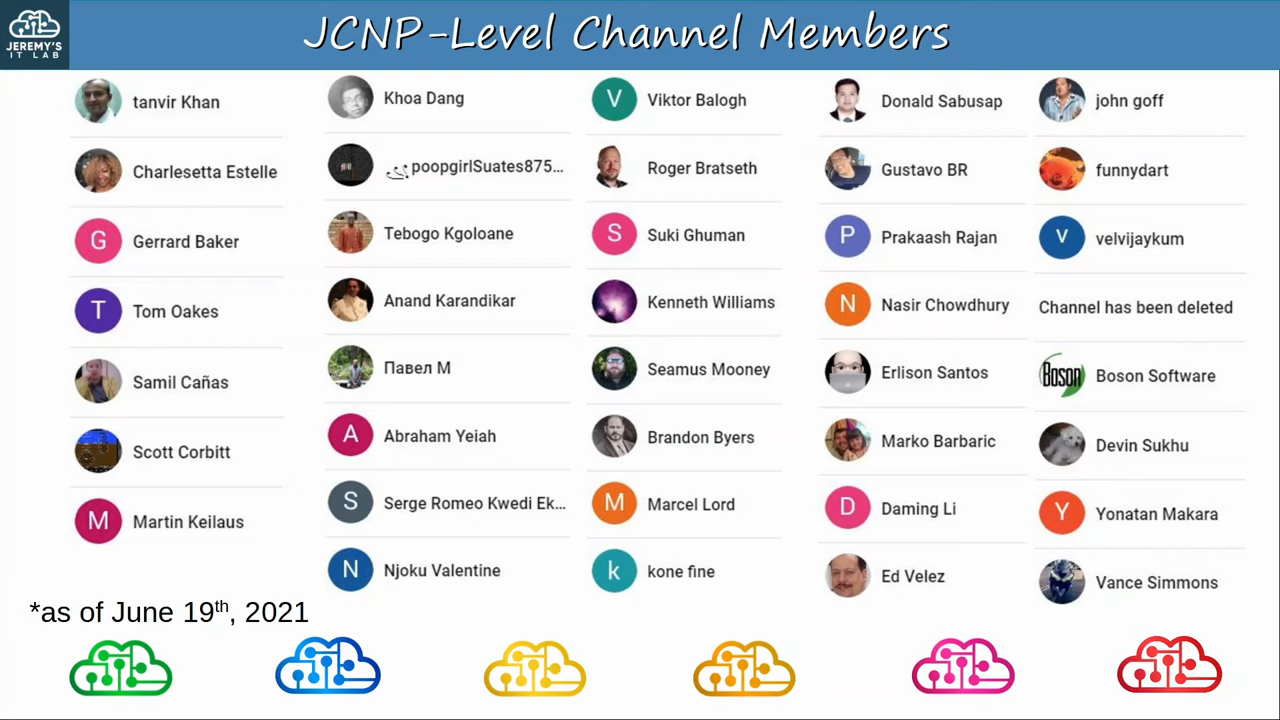 JEREMY'S
IT LAB
JCNP-Level Channel Members
tanvir Khan
Charlesetta Estelle
G Gerrard Baker
T Tom Oakes
Samil Cañas
Scott Corbitt
M Martin Keilaus
Khoa Dang
poopgirlSuates875...
Tebogo Kgoloane
Anand Karandikar
Павел М
A Abraham Yeiah
S Serge Romeo Kwedi Ek...
N Njoku Valentine
V Viktor Balogh
Roger Bratseth
S Suki Ghuman
Kenneth Williams
Seamus Mooney
Brandon Byers
M Marcel Lord
k kone fine
Donald Sabusap
Gustavo BR
P Prakaash Rajan
N Nasir Chowdhury
Erlison Santos
Marko Barbaric
D Daming Li
Ed Velez
john goff
funnydart
v velvijaykum
Channel has been deleted
Boson Boson Software
Devin Sukhu
Y Yonatan Makara
Vance Simmons
*as of June 19th, 2021